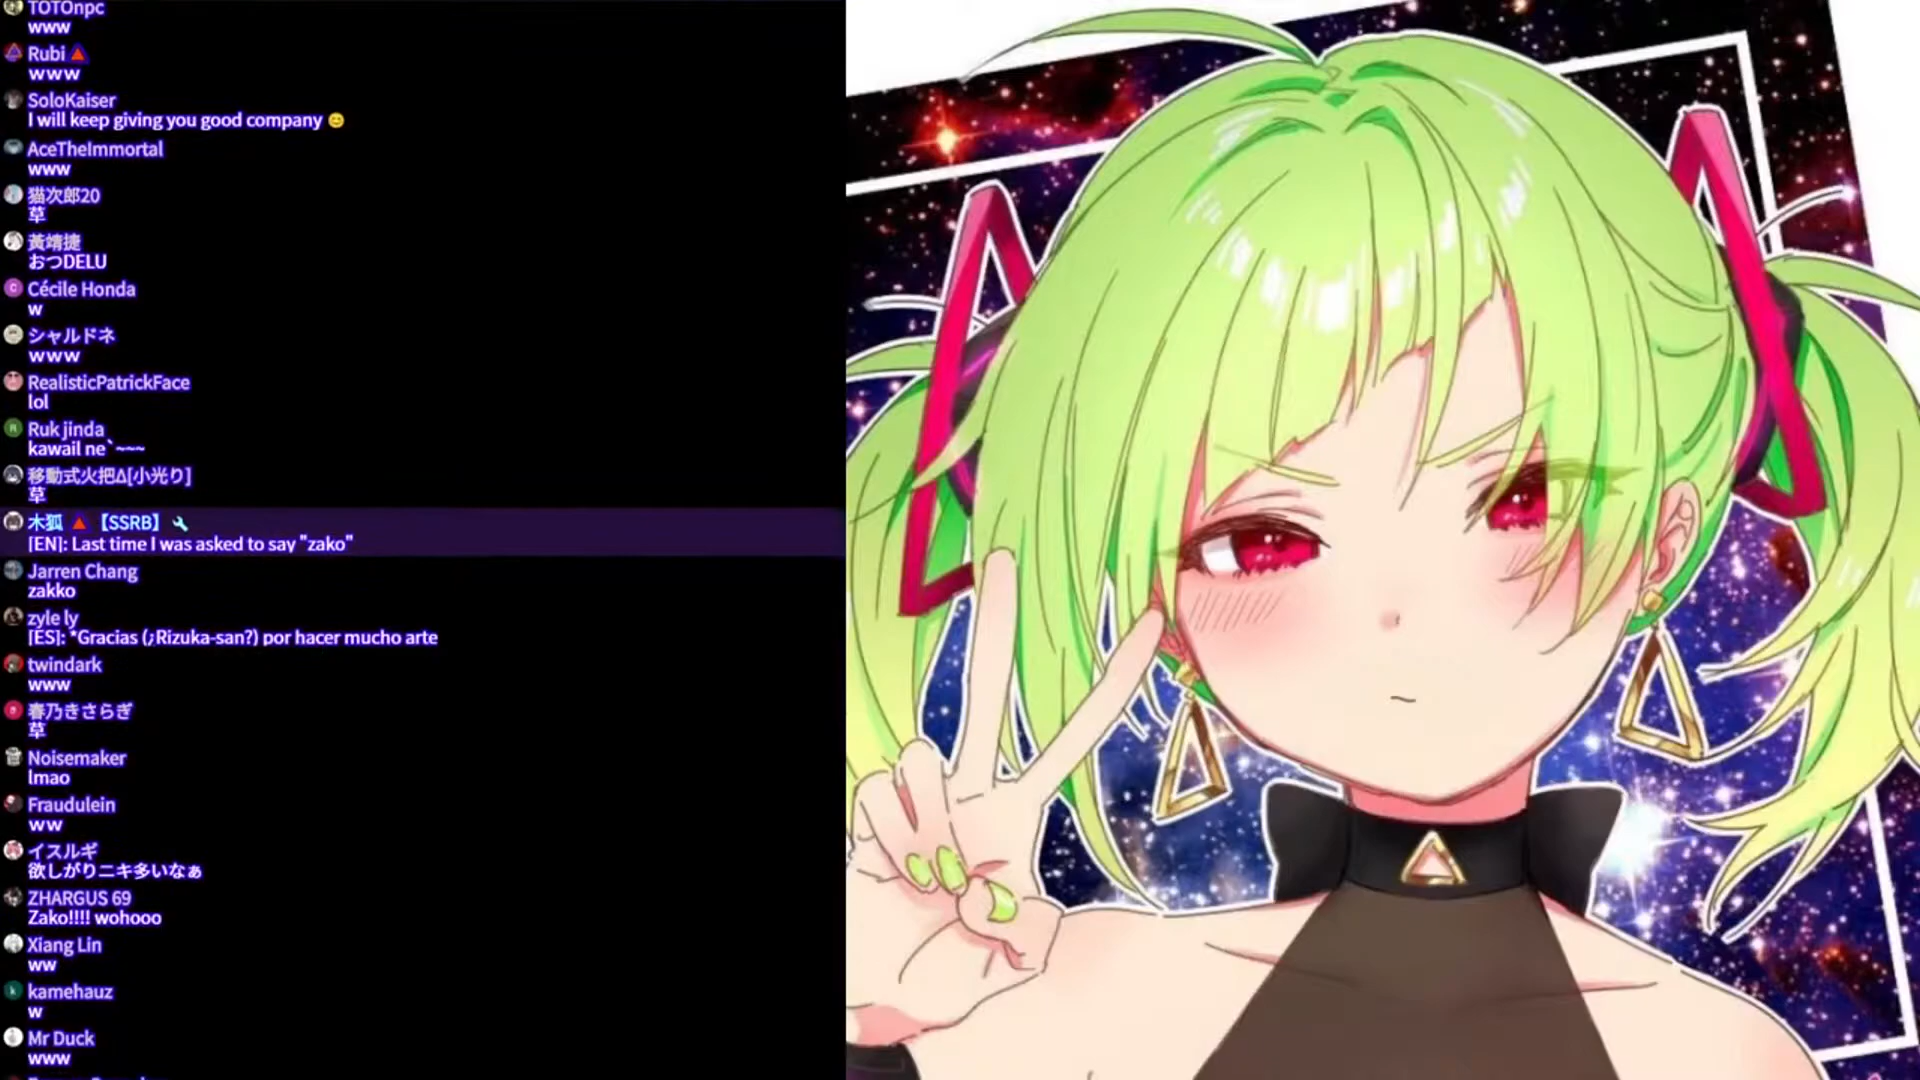 TOTOnpc
www
Rubi
www
SoloKaiser
I will keep giving you good company
AceTheImmortal
www
猫次郎20
草
黃靖捷
おつDELU
Cécile Honda
w
シャルドネ
www
RealisticPatrickFace
lol
Ruk jinda
kawaiI ne`~~~
移動式火把Δ[小光り]
草
木狐 【SSRB】
[EN]: Last time I was asked to say "zako"
Jarren Chang
zakko
zyle ly
[ES]: *Gracias (¿Rizuka-san?) por hacer mucho arte
twindark
www
春乃きさらぎ
草
Noisemaker
lmao
Fraudulein
ww
イスルギ
欲しがりニキ多いなぁ
ZHARGUS 69
Zako!!!! wohooo
Xiang Lin
ww
kamehauz
w
Mr Duck
www